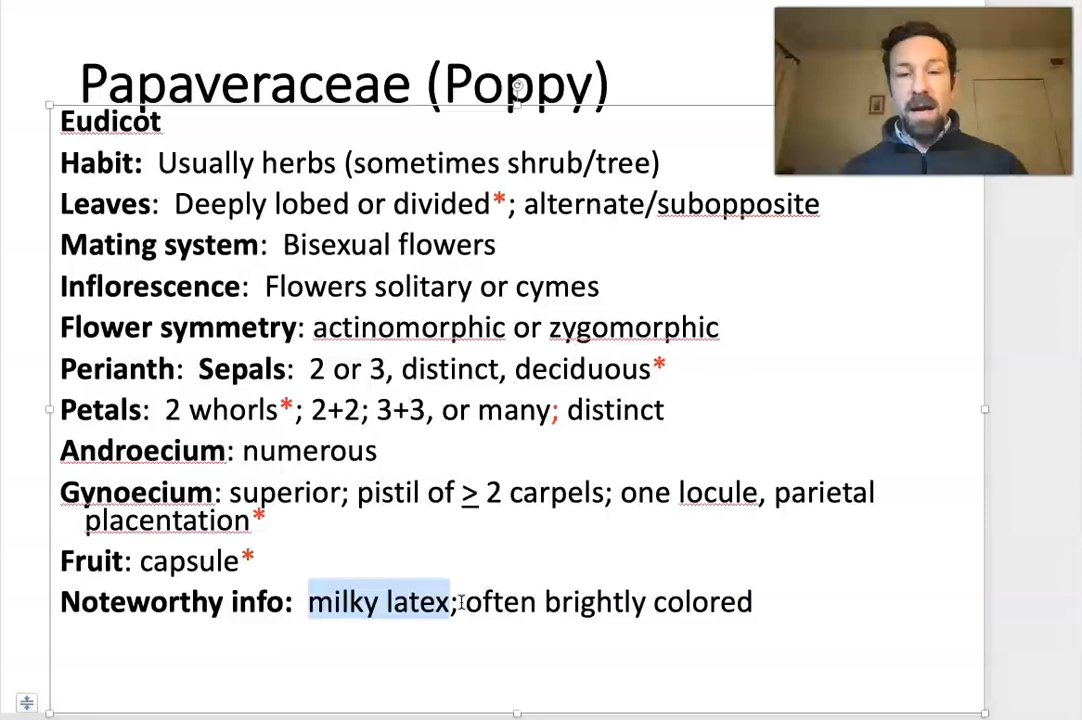 Papaveraceae (Poppy)
Eudicot
Habit: Usually herbs (sometimes shrub/tree)
Leaves: Deeply lobed or divided*; alternate/subopposite
Mating system: Bisexual flowers
Inflorescence: Flowers solitary or cymes
Flower symmetry: actinomorphic or zygomorphic
Perianth: Sepals: 2 or 3, distinct, deciduous*
Petals: 2 whorls*; 2+2; 3+3, or many; distinct
Androecium: numerous
Gynoecium: superior; pistil of ≥ 2 carpels; one locule, parietal
placentation*
Fruit: capsule*
Noteworthy info: milky latex; often brightly colored